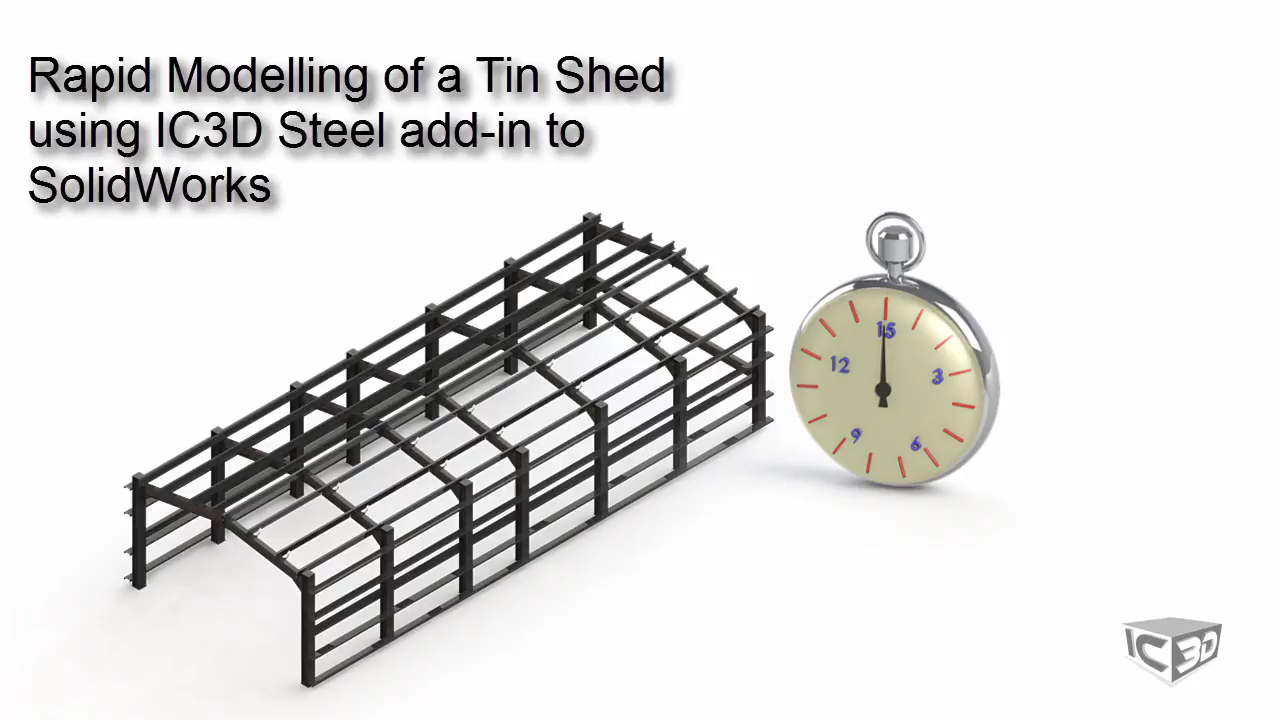 Rapid Modelling of a Tin Shed
using IC3D Steel add-in to
SolidWorks
15
12
3
9
6
IC3D